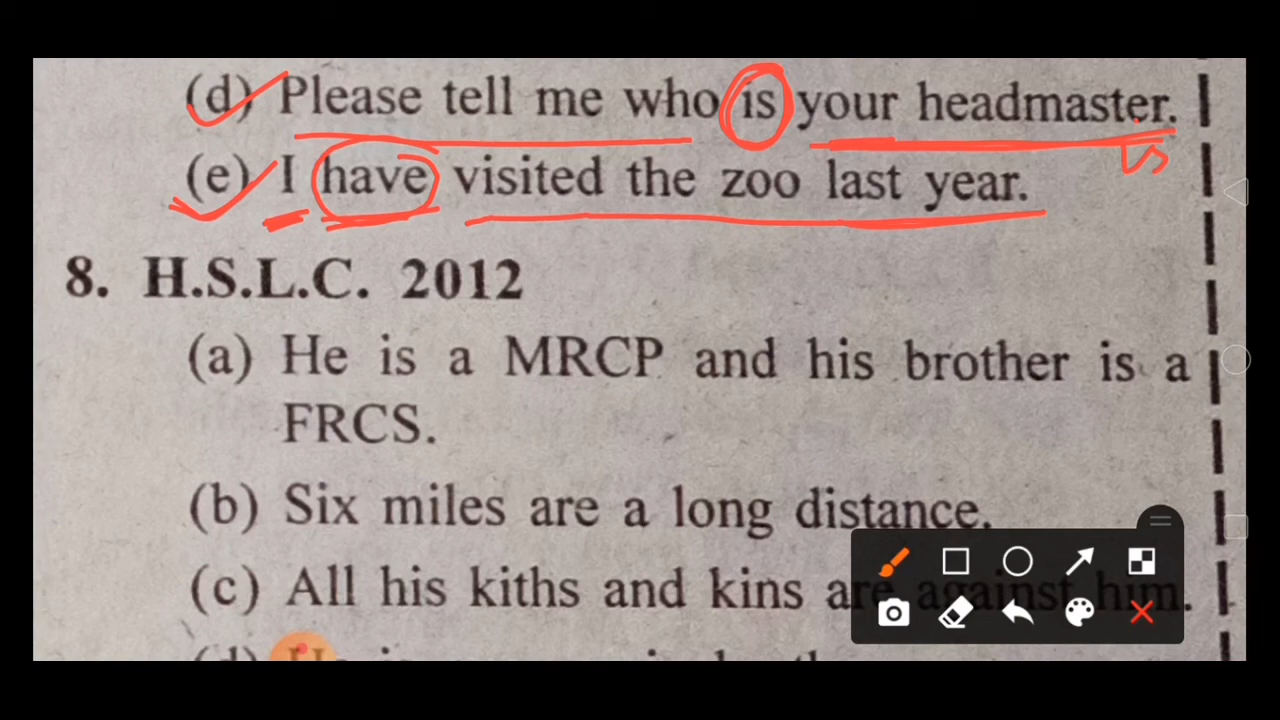 (d) Please tell me who is your headmaster.
is
(e) I have visited the zoo last year.
8. H.S.L.C. 2012
(a) He is a MRCP and his brother is a
FRCS.
(b) Six miles are a long distance.
(c) All his kiths and kins are against him.